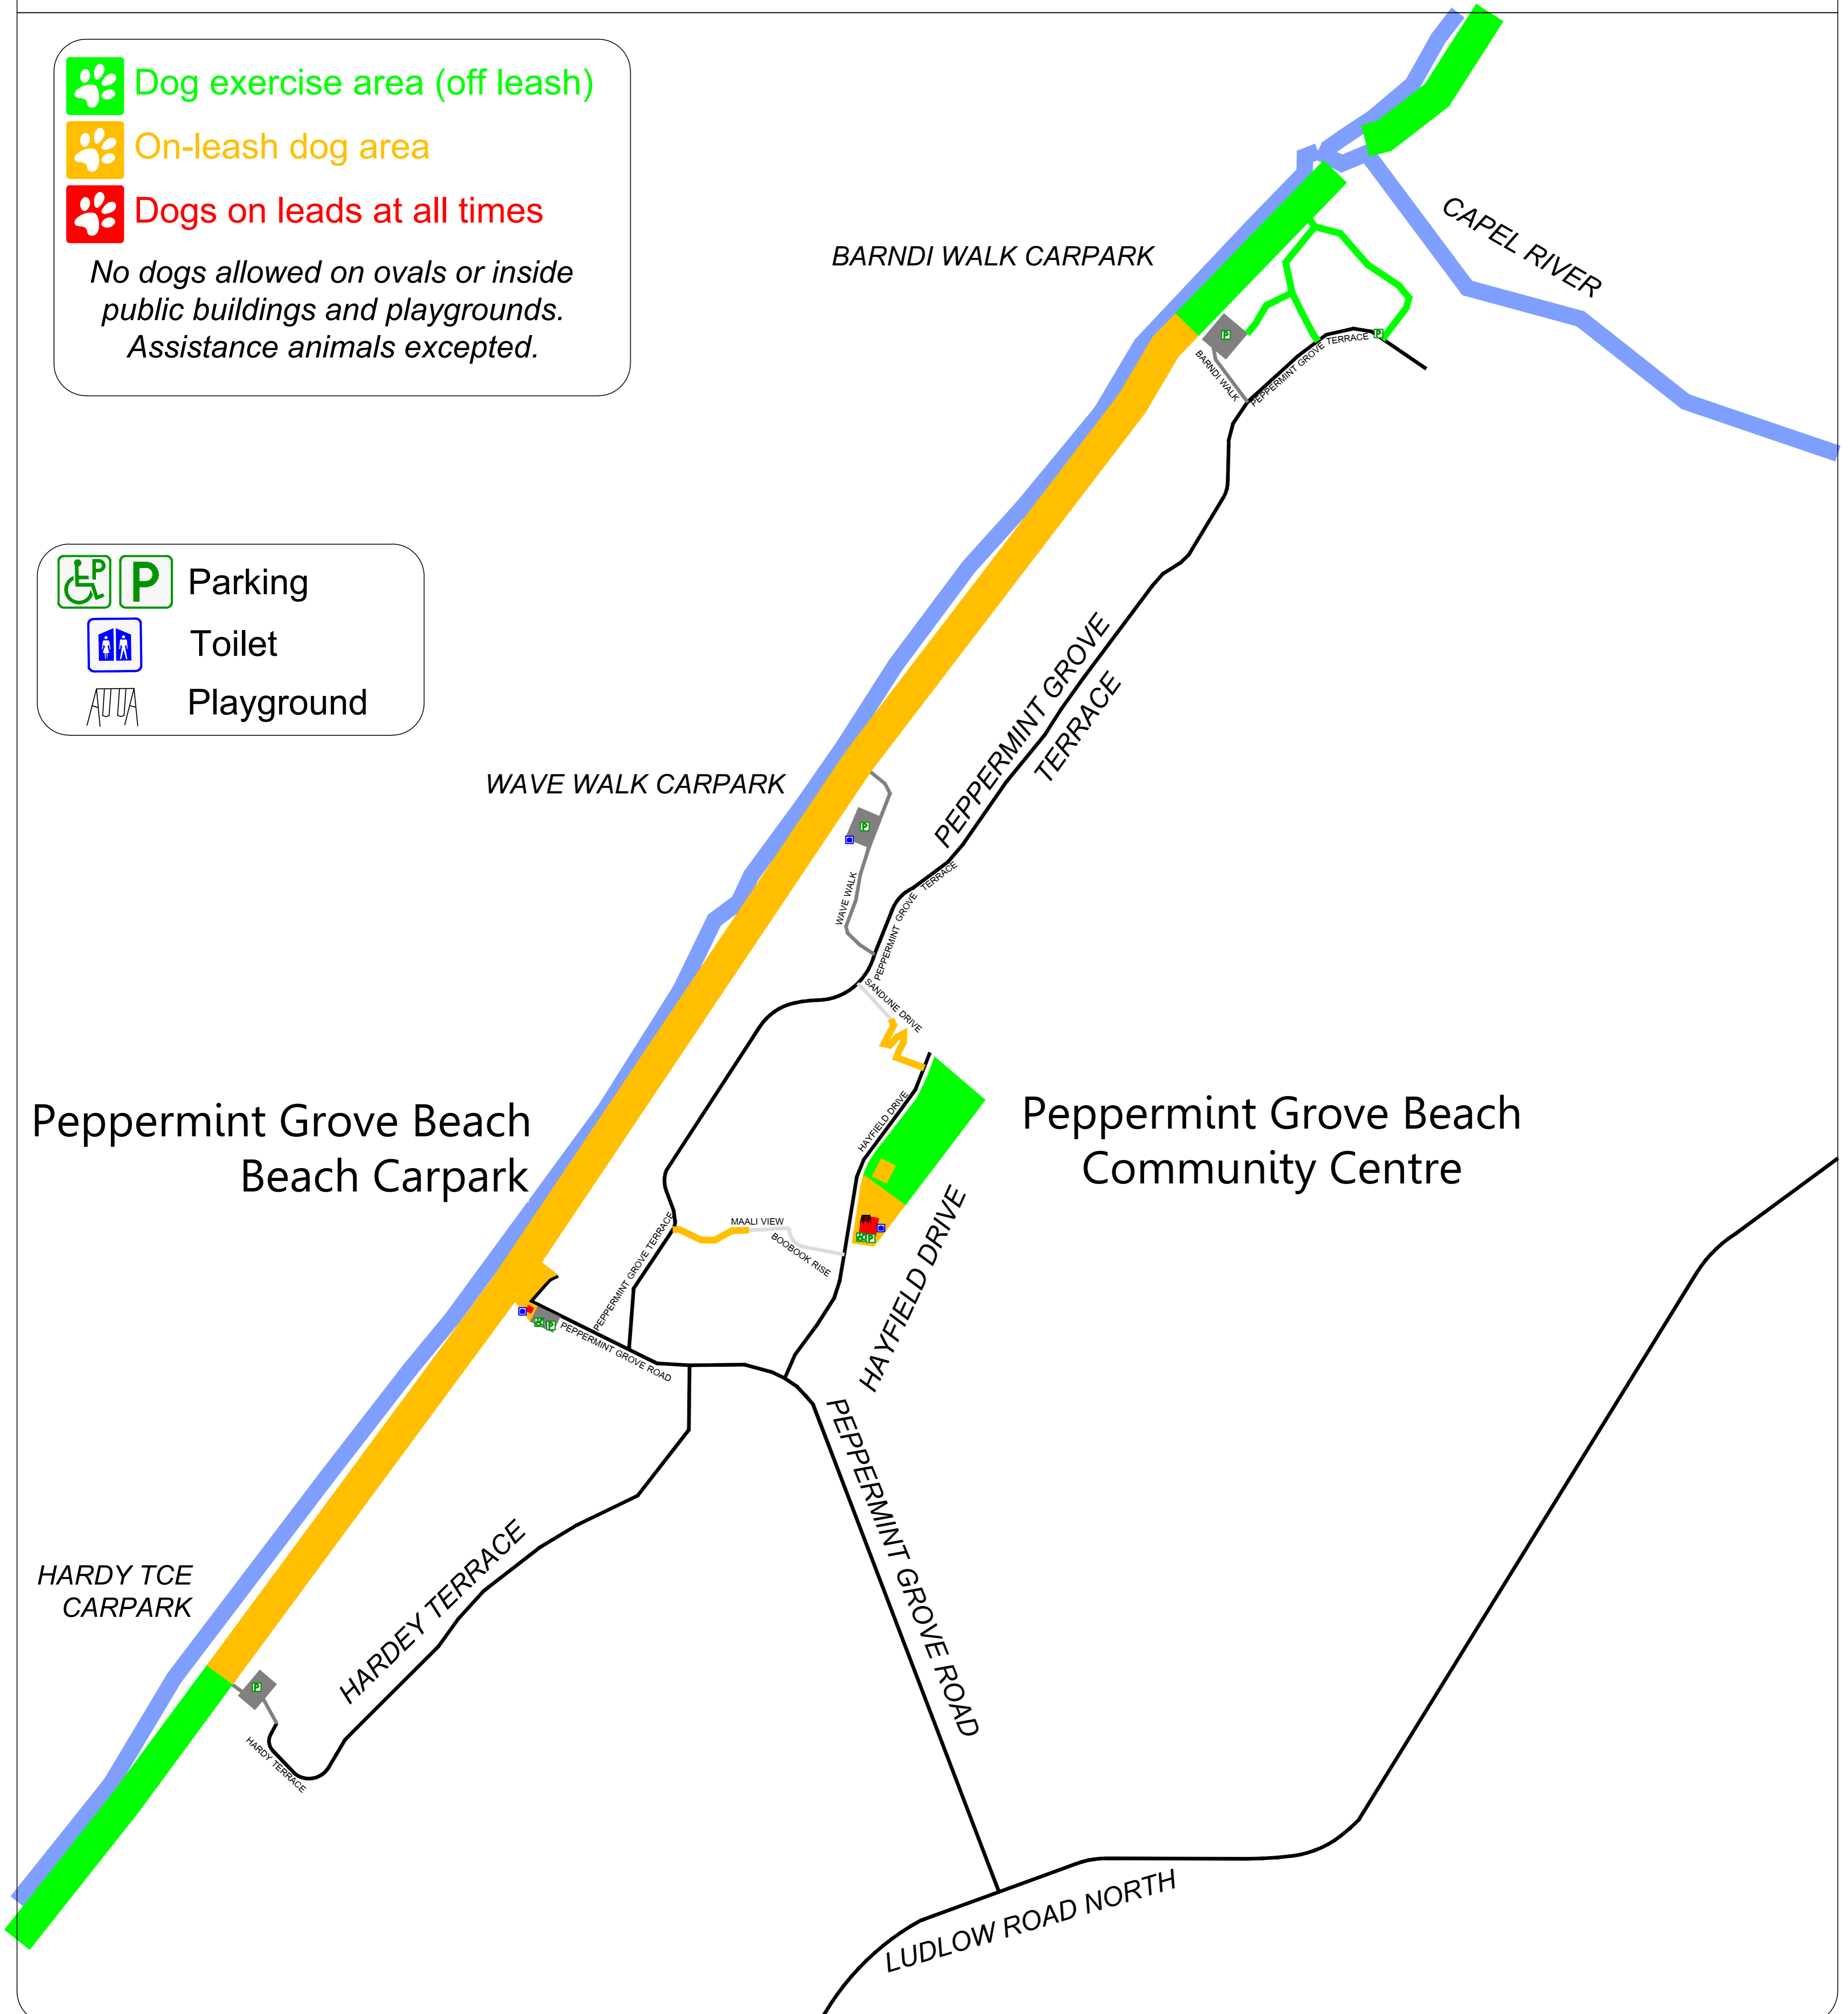 Dog exercise area (off leash)
On-leash dog area
Dogs on leads at all times
No dogs allowed on ovals or inside
public buildings and playgrounds.
Assistance animals excepted.
P
P
Parking
Toilet
Playground
BARNDI WALK CARPARK
CAPEL RIVER
P
P
BARNDI WALK
PEPPERMINT GROVE TERRACE
PEPPERMINT GROVE
TERRACE
WAVE WALK CARPARK
P
WAVE WALK
PEPPERMINT GROVE TERRACE
SANDUNE DRIVE
HAYFIELD DRIVE
Peppermint Grove Beach
Beach Carpark
Peppermint Grove Beach
Community Centre
MAALI VIEW
BOOBOOK RISE
P
PEPPERMINT GROVE TERRACE
HAYFIELD DRIVE
P
PEPPERMINT GROVE ROAD
PEPPERMINT GROVE ROAD
HARDY TCE
CARPARK
HARDEY TERRACE
P
HARDY TERRACE
LUDLOW ROAD NORTH